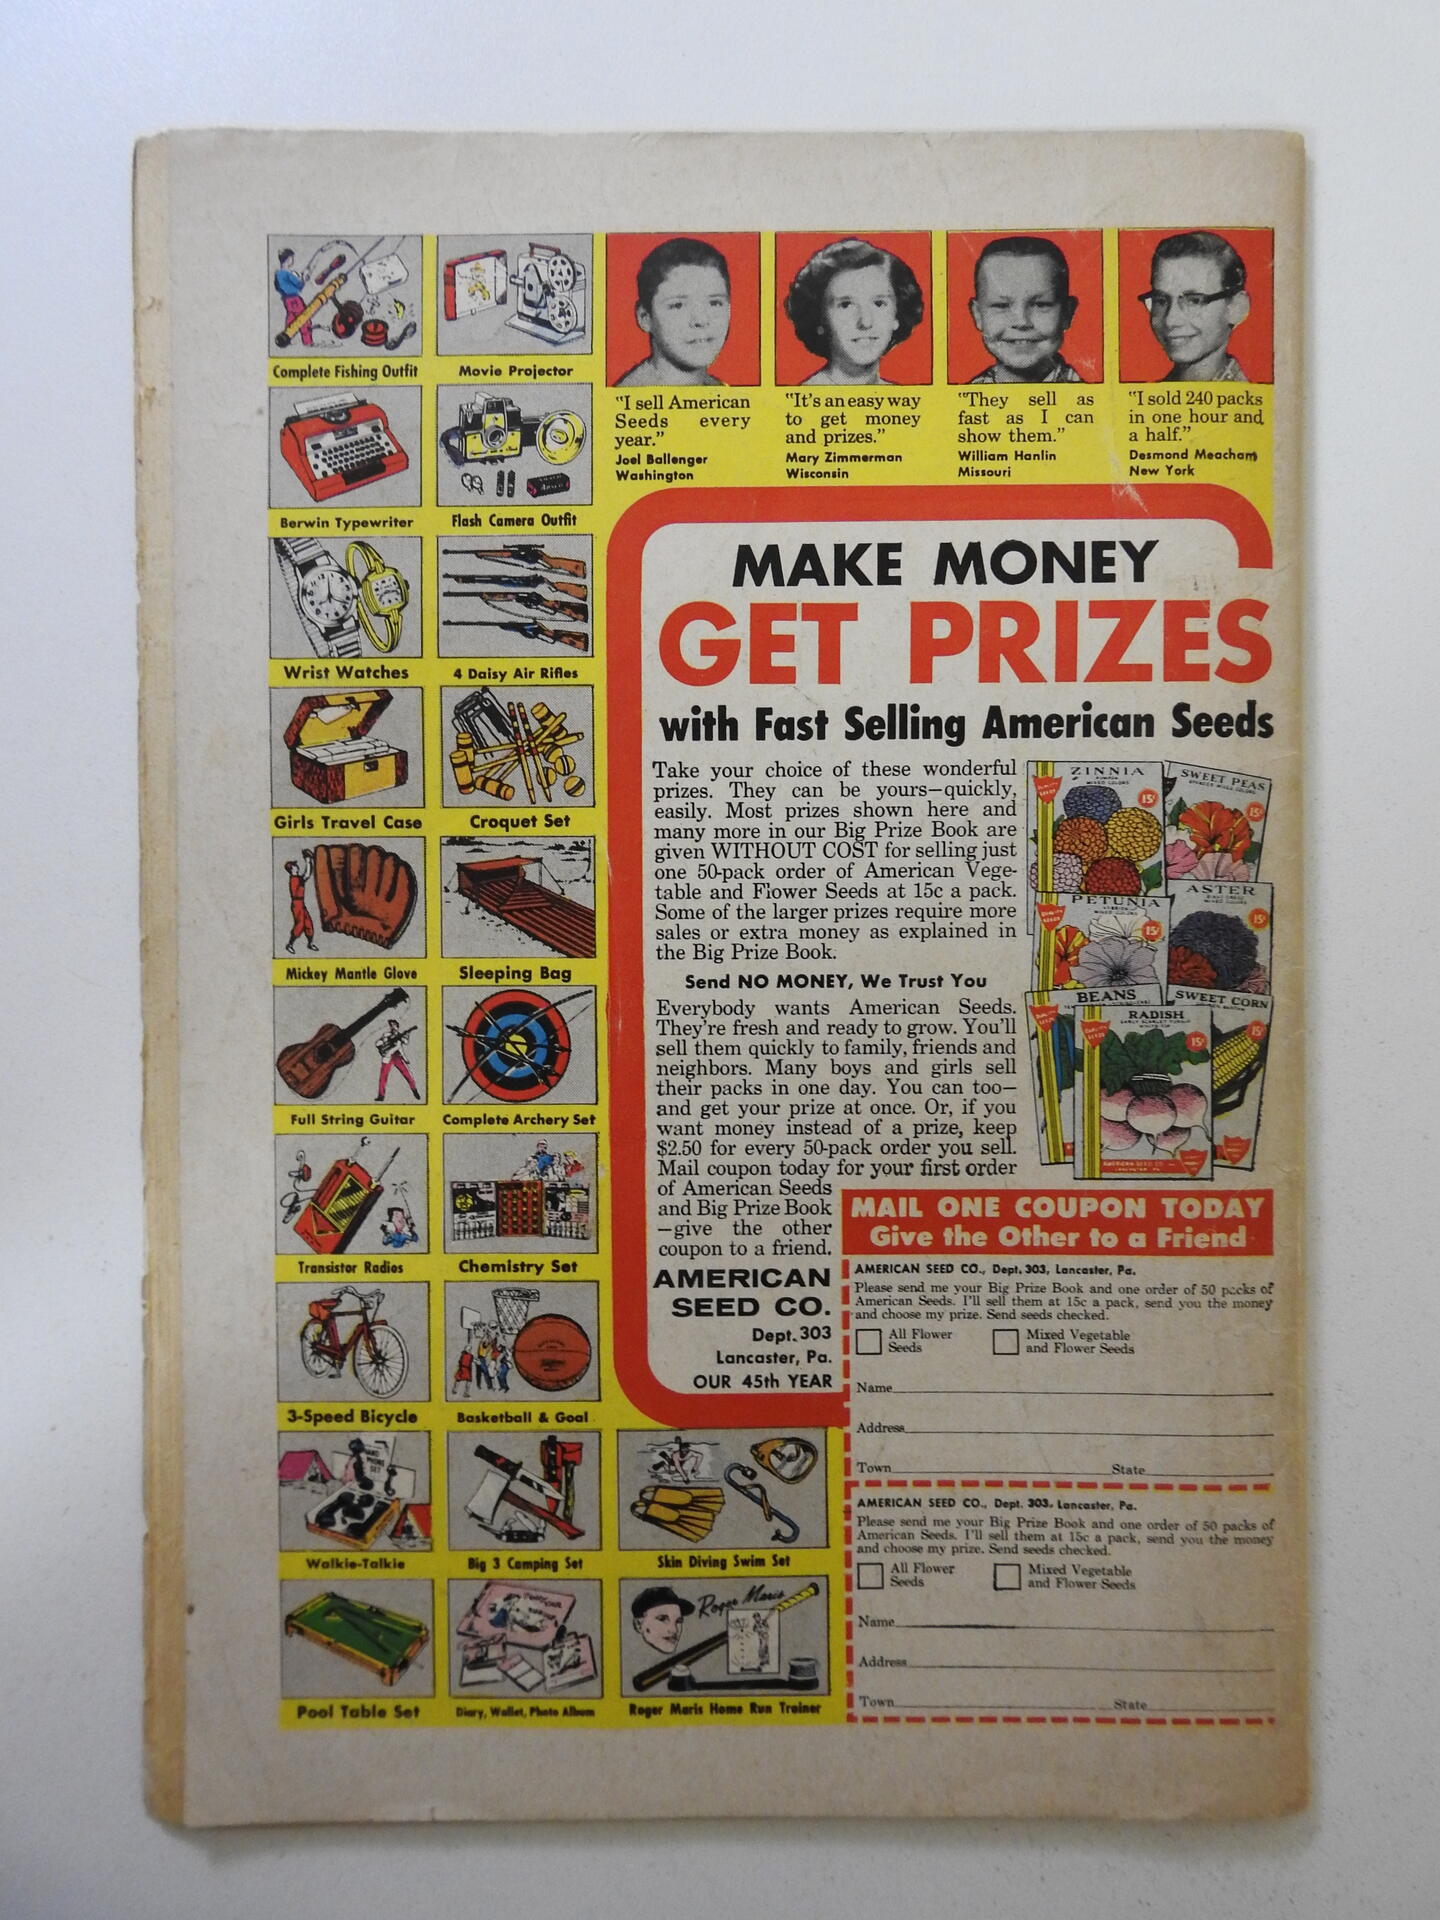 Complete Fishing Outfit
Movie Projector
Berwin Typewriter
Flash Camera Outfit
Wrist Watches
4 Daisy Air Rifles
Girls Travel Case
Croquet Set
Mickey Mantle Glove
Sleeping Bag
Full String Guitar
Complete Archery Set
Transistor Radios
Chemistry Set
3-Speed Bicycle
Basketball & Goal
Walkie-Talkie
Big 3 Camping Set
Skin Diving Swim Set
Pool Table Set
Diary, Wallet, Photo Album
Roger Maris
Roger Maris Home Run Trainer
"I sell American
Seeds every
year."
Joel Ballenger
Washington
"It's an easy way
to get money
and prizes."
Mary Zimmerman
Wisconsin
"They sell as
fast as I can
show them."
William Hanlin
Missouri
"I sold 240 packs
in one hour and
a half."
Desmond Meacham
New York
MAKE MONEY
GET PRIZES
with Fast Selling American Seeds
Take your choice of these wonderful
prizes. They can be yours—quickly,
easily. Most prizes shown here and
many more in our Big Prize Book are
given WITHOUT COST for selling just
one 50-pack order of American Vege-
table and Flower Seeds at 15c a pack.
Some of the larger prizes require more
sales or extra money as explained in
the Big Prize Book.
Send NO MONEY, We Trust You
Everybody wants American Seeds.
They're fresh and ready to grow. You'll
sell them quickly to family, friends and
neighbors. Many boys and girls sell
their packs in one day. You can too—
and get your prize at once. Or, if you
want money instead of a prize, keep
$2.50 for every 50-pack order you sell.
Mail coupon today for your first order
of American Seeds
and Big Prize Book
—give the other
coupon to a friend.
AMERICAN
SEED CO.
Dept. 303
Lancaster, Pa.
OUR 45th YEAR
ZINNIA
MIXED COLORS
15¢
SWEET PEAS
15¢
PETUNIA
MIXED COLORS
15¢
ASTER
MIXED COLORS
15¢
BEANS
SWEET CORN
15¢
RADISH
15¢
AMERICAN SEED CO.
LANCASTER, PA.
MAIL ONE COUPON TODAY
Give the Other to a Friend
AMERICAN SEED CO., Dept. 303, Lancaster, Pa.
Please send me your Big Prize Book and one order of 50 packs of
American Seeds. I'll sell them at 15c a pack, send you the money
and choose my prize. Send seeds checked.
All Flower
Seeds
Mixed Vegetable
and Flower Seeds
Name
Address
Town State
AMERICAN SEED CO., Dept. 303, Lancaster, Pa.
Please send me your Big Prize Book and one order of 50 packs of
American Seeds. I'll sell them at 15c a pack, send you the money
and choose my prize. Send seeds checked.
All Flower
Seeds
Mixed Vegetable
and Flower Seeds
Name
Address
Town State